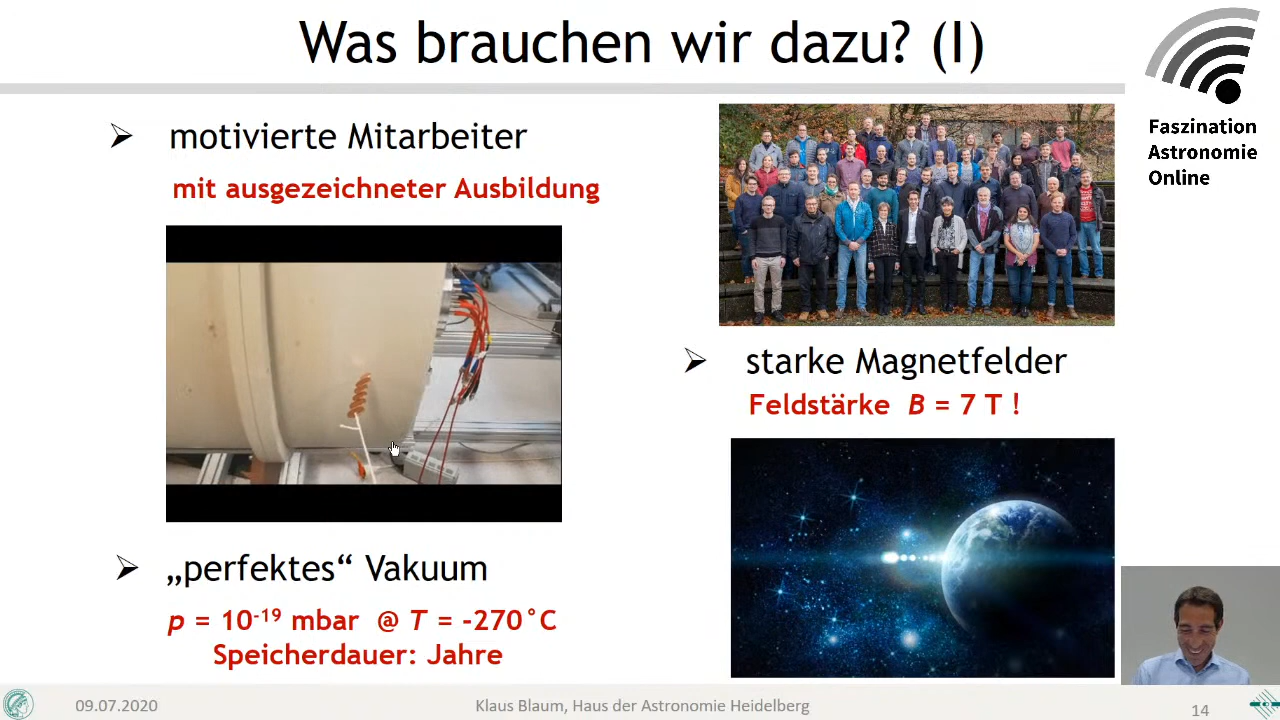 Was brauchen wir dazu? (I)
Faszination
Astronomie
Online
➢ motivierte Mitarbeiter
mit ausgezeichneter Ausbildung
➢ starke Magnetfelder
Feldstärke B = 7 T !
➢ „perfektes“ Vakuum
p = 10⁻¹⁹ mbar @ T = -270°C
Speicherdauer: Jahre
09.07.2020
Klaus Blaum, Haus der Astronomie Heidelberg
14